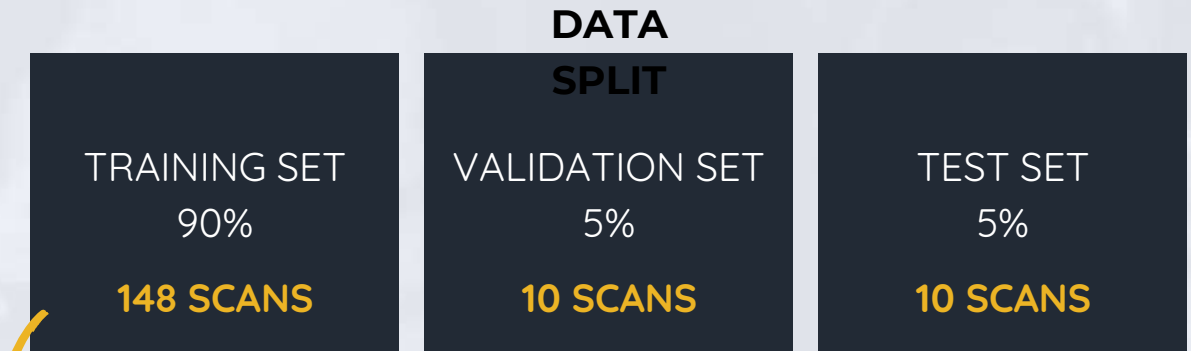 DATA
SPLIT
TRAINING SET
90%
148 SCANS
VALIDATION SET
5%
10 SCANS
TEST SET
5%
10 SCANS